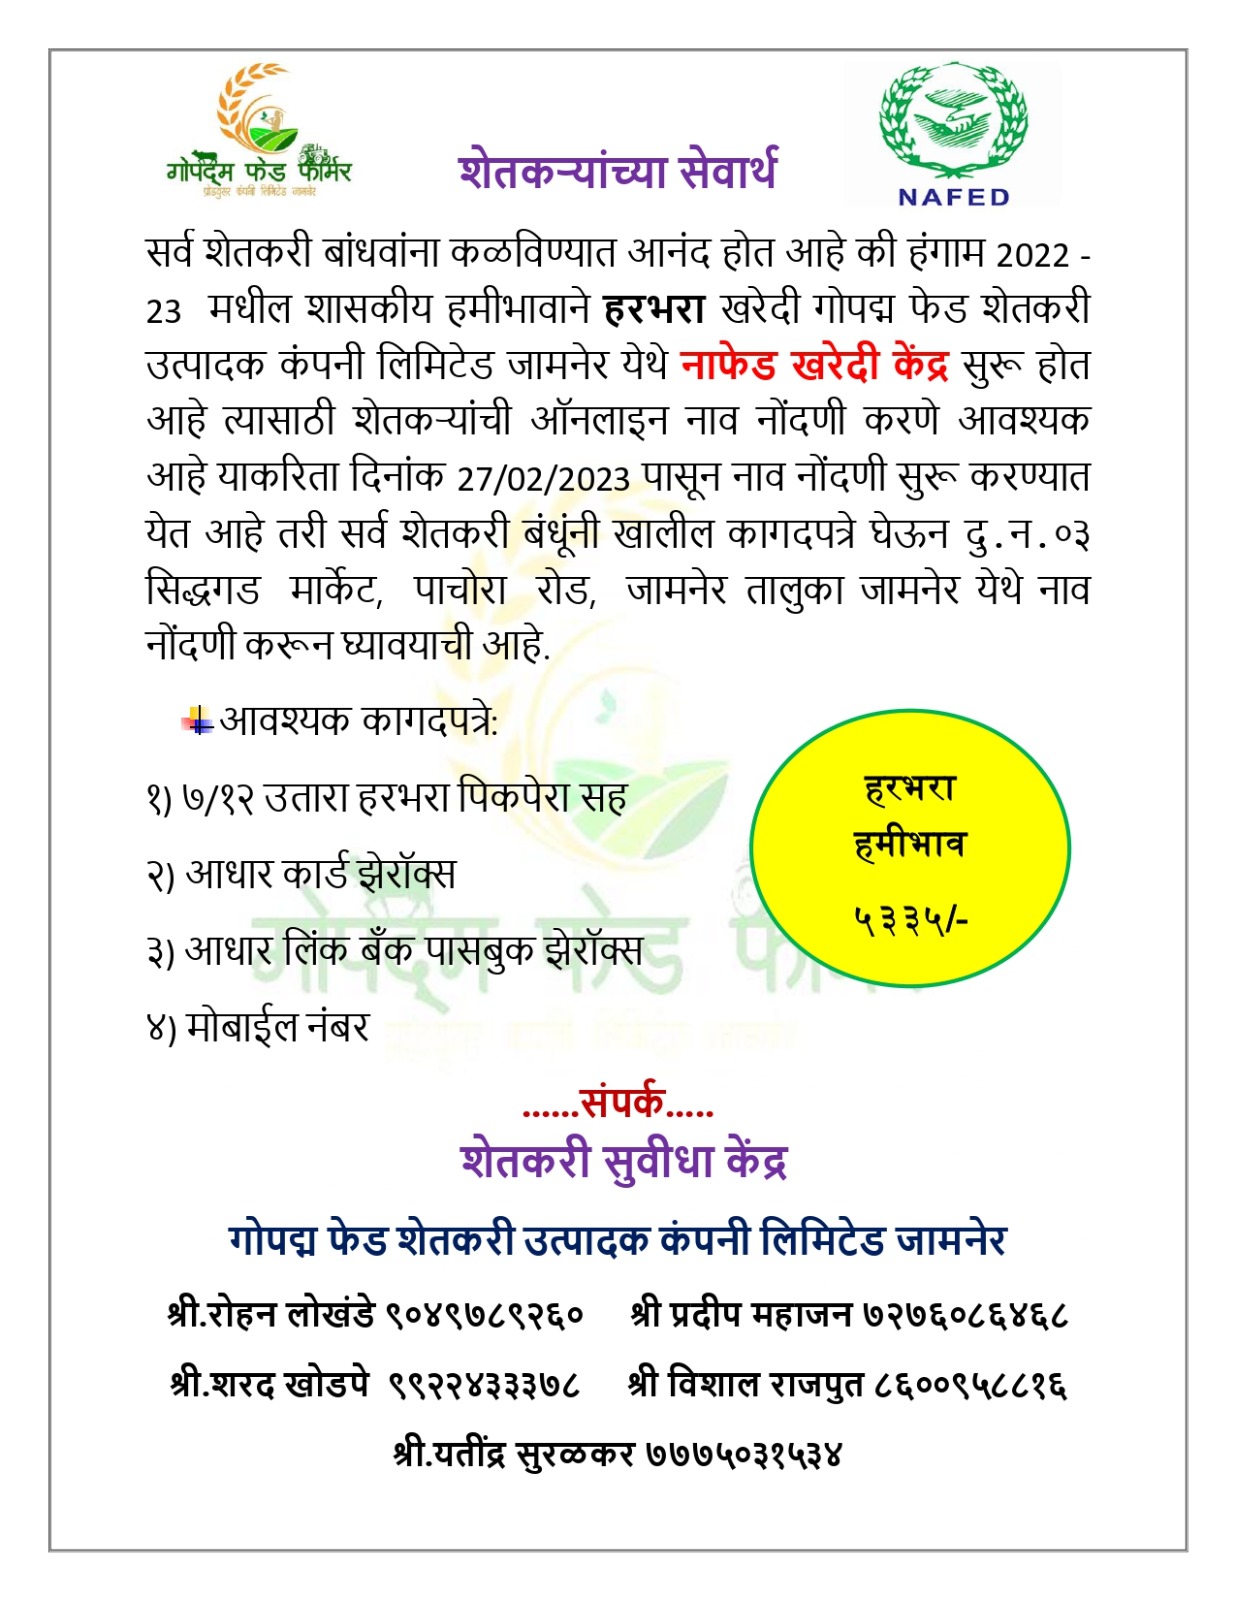 गोपद्म फेड फार्मर
प्रोड्युसर कंपनी लिमिटेड जामनेर
शेतकऱ्यांच्या सेवार्थ
NAFED
सर्व शेतकरी बांधवांना कळविण्यात आनंद होत आहे की हंगाम 2022 -
23 मधील शासकीय हमीभावाने हरभरा खरेदी गोपद्म फेड शेतकरी
उत्पादक कंपनी लिमिटेड जामनेर येथे नाफेड खरेदी केंद्र सुरू होत
आहे त्यासाठी शेतकऱ्यांची ऑनलाइन नाव नोंदणी करणे आवश्यक
आहे याकरिता दिनांक 27/02/2023 पासून नाव नोंदणी सुरू करण्यात
येत आहे तरी सर्व शेतकरी बंधूंनी खालील कागदपत्रे घेऊन दु.न.०३
सिद्धगड मार्केट, पाचोरा रोड, जामनेर तालुका जामनेर येथे नाव
नोंदणी करून घ्यावयाची आहे.
आवश्यक कागदपत्रे:
१) ७/१२ उतारा हरभरा पिकपेरा सह
२) आधार कार्ड झेरॉक्स
३) आधार लिंक बँक पासबुक झेरॉक्स
४) मोबाईल नंबर
हरभरा
हमीभाव
५३३५/-
......संपर्क.....
शेतकरी सुवीधा केंद्र
गोपद्म फेड शेतकरी उत्पादक कंपनी लिमिटेड जामनेर
श्री.रोहन लोखंडे ९०४९७८९२६० श्री प्रदीप महाजन ७२७६०८६४६८
श्री.शरद खोडपे ९९२२४३३३७८ श्री विशाल राजपुत ८६००९५८८१६
श्री.यतींद्र सुरळकर ७७७५०३१५३४